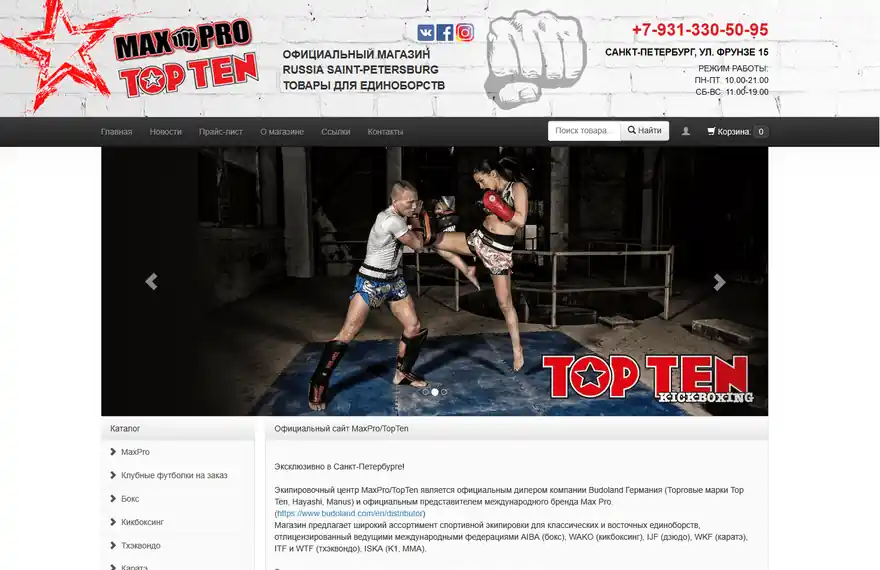 MAX PRO
TOP TEN
ОФИЦИАЛЬНЫЙ МАГАЗИН
RUSSIA SAINT-PETERSBURG
ТОВАРЫ ДЛЯ ЕДИНОБОРСТВ
+7-931-330-50-95
САНКТ-ПЕТЕРБУРГ, УЛ. ФРУНЗЕ 15
РЕЖИМ РАБОТЫ:
ПН-ПТ: 10.00-21.00
СБ-ВС: 11.00-19.00
Главная Новости Прайс-лист О магазине Ссылки Контакты Поиск товара... Найти Корзина: 0
TOP TEN
KICKBOXING
Каталог
MaxPro
Клубные футболки на заказ
Бокс
Кикбоксинг
Тхэквондо
Каратэ
Официальный сайт MaxPro/TopTen
Эксклюзивно в Санкт-Петербурге!
Экипировочный центр MaxPro/TopTen является официальным дилером компании Budoland Германия (Торговые марки Top
Ten, Hayashi, Manus) и официальным представителем международного бренда Max Pro.
(https://www.budoland.com/en/distributor)
Магазин предлагает широкий ассортимент спортивной экипировки для классических и восточных единоборств,
отлицензированный ведущими международными федерациями AIBA (бокс), WAKO (кикбоксинг), IJF (дзюдо), WKF (каратэ),
ITF и WTF (тхэквондо), ISKA (K1, MMA).